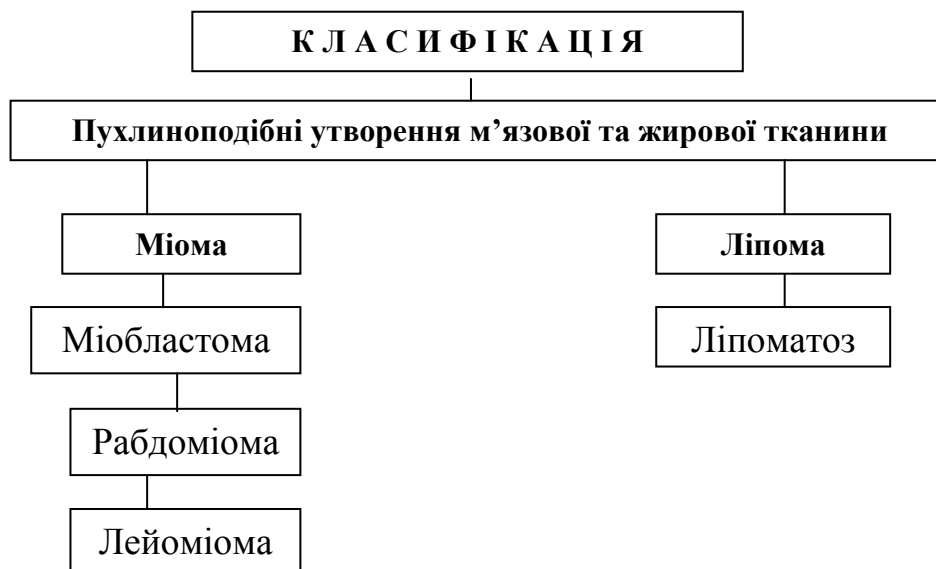 К Л А С И Ф І К А Ц І Я
Пухлиноподібні утворення м’язової та жирової тканини
Міома
Ліпома
Міобластома
Ліпоматоз
Рабдоміома
Лейоміома